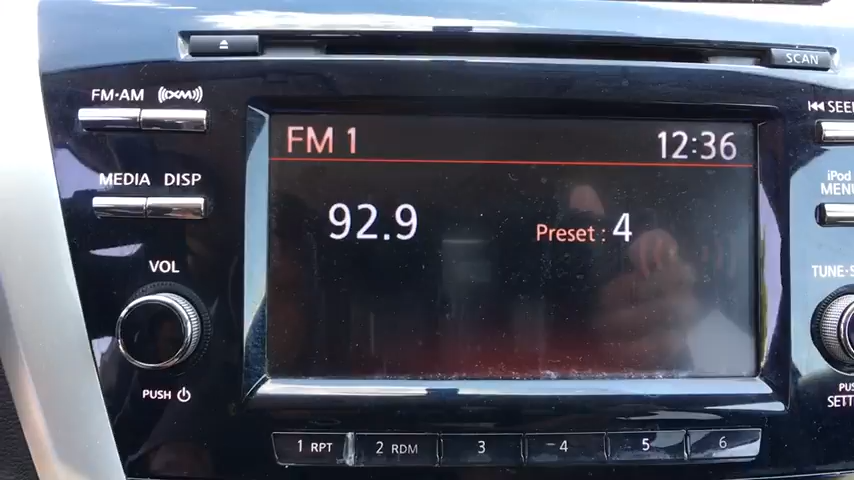 SCAN
FM·AM ((XM))
SEEK
FM 1 12:36
MEDIA DISP
iPod
MENU
92.9 Preset : 4
VOL
TUNE-S
PUSH
PUS
SETT
1 RPT 2 RDM 3 4 5 6